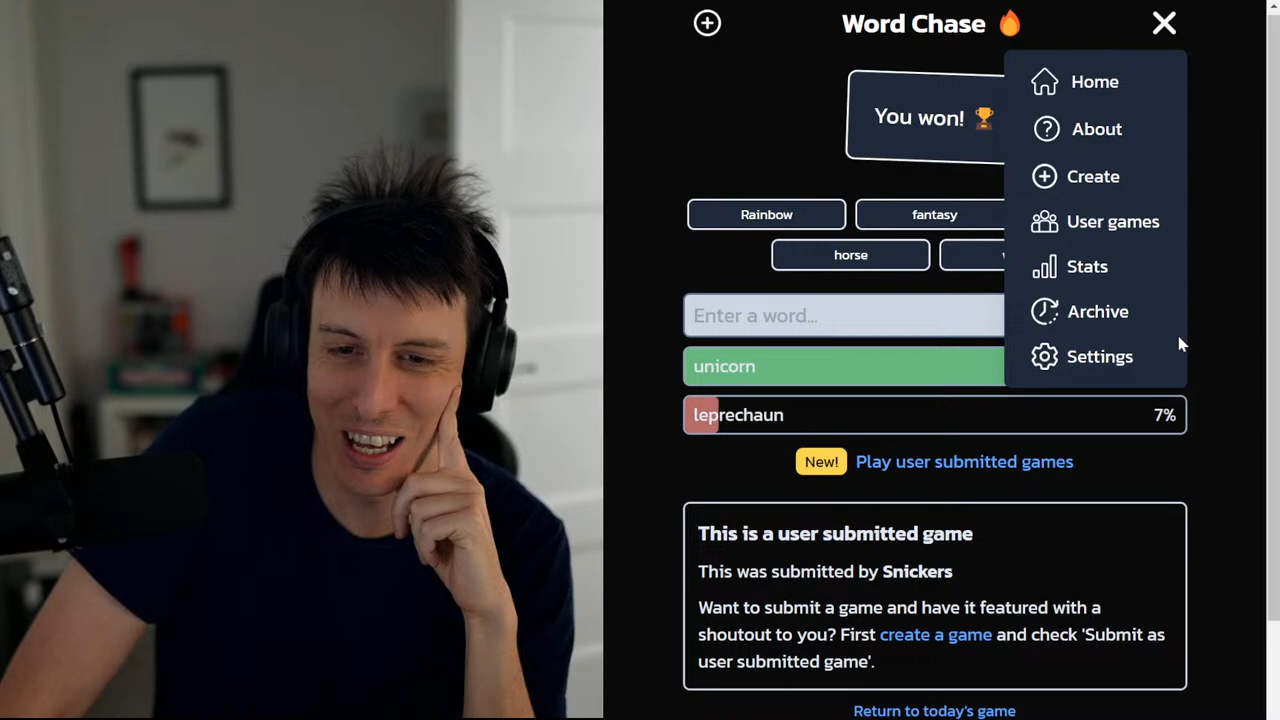 Word Chase 🔥
Home
You won! 🏆
About
Create
Rainbow
fantasy
User games
horse
Stats
Enter a word...
Archive
unicorn
Settings
leprechaun
7%
New!
Play user submitted games
This is a user submitted game
This was submitted by Snickers
Want to submit a game and have it featured with a
shoutout to you? First create a game and check 'Submit as
user submitted game'.
Return to today's game